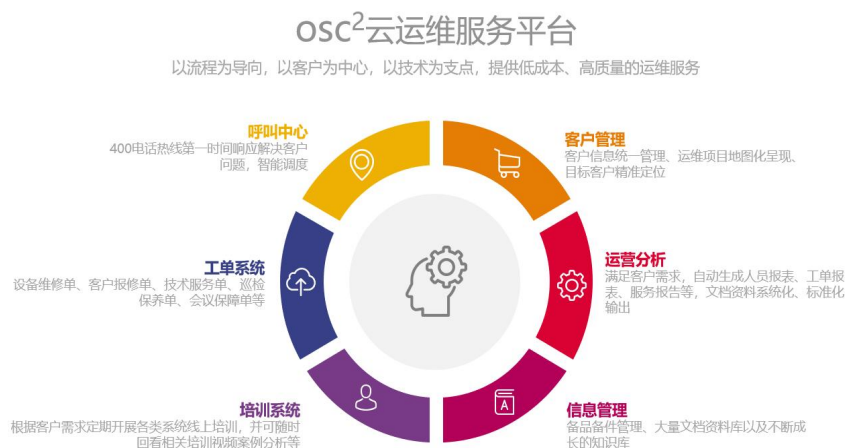 osc²云运维服务平台
以流程为导向，以客户为中心，以技术为支点，提供低成本、高质量的运维服务
呼叫中心
400电话热线第一时间响应解决客户
问题，智能调度
客户管理
客户信息统一管理、运维项目地图化呈现、
目标客户精准定位
工单系统
设备维修单、客户报修单、技术服务单、巡检
保养单、会议保障单等
运营分析
满足客户需求，自动生成人员报表、工单报
表、服务报告等，文档资料系统化、标准化
输出
培训系统
根据客户需求定期开展各类系统线上培训，并可随时
回看相关培训视频案例分析等
A
信息管理
备品备件管理、大量文档资料库以及不断成
长的知识库